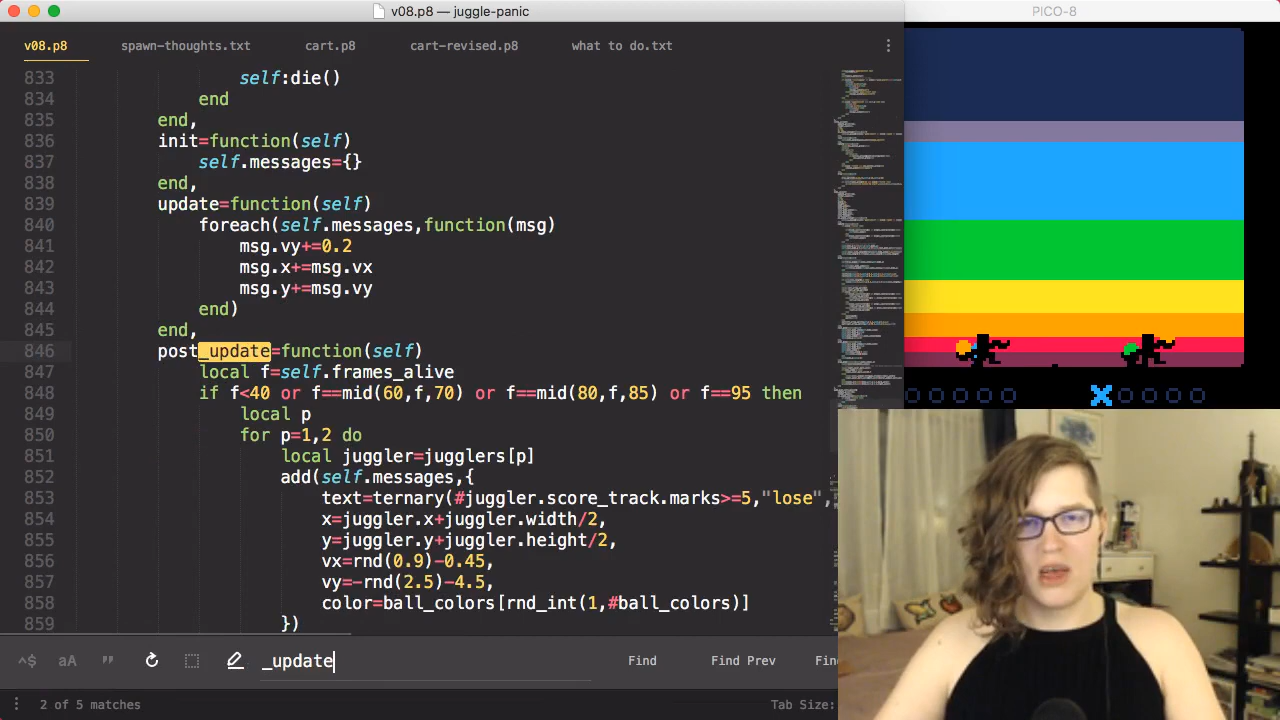 v08.p8 — juggle-panic
PICO-8
v08.p8 spawn-thoughts.txt cart.p8 cart-revised.p8 what to do.txt
833 self:die()
834 end
835 end,
836 init=function(self)
837 self.messages={}
838 end,
839 update=function(self)
840 foreach(self.messages,function(msg)
841 msg.vy+=0.2
842 msg.x+=msg.vx
843 msg.y+=msg.vy
844 end)
845 end,
846 post_update=function(self)
847 local f=self.frames_alive
848 if f<40 or f==mid(60,f,70) or f==mid(80,f,85) or f==95 then
849 local p
850 for p=1,2 do
851 local juggler=jugglers[p]
852 add(self.messages,{
853 text=ternary(#juggler.score_track.marks>=5,"lose",
854 x=juggler.x+juggler.width/2,
855 y=juggler.y+juggler.height/2,
856 vx=rnd(0.9)-0.45,
857 vy=-rnd(2.5)-4.5,
858 color=ball_colors[rnd_int(1,#ball_colors)]
859 })
_update Find Find Prev Fin
2 of 5 matches Tab Size: